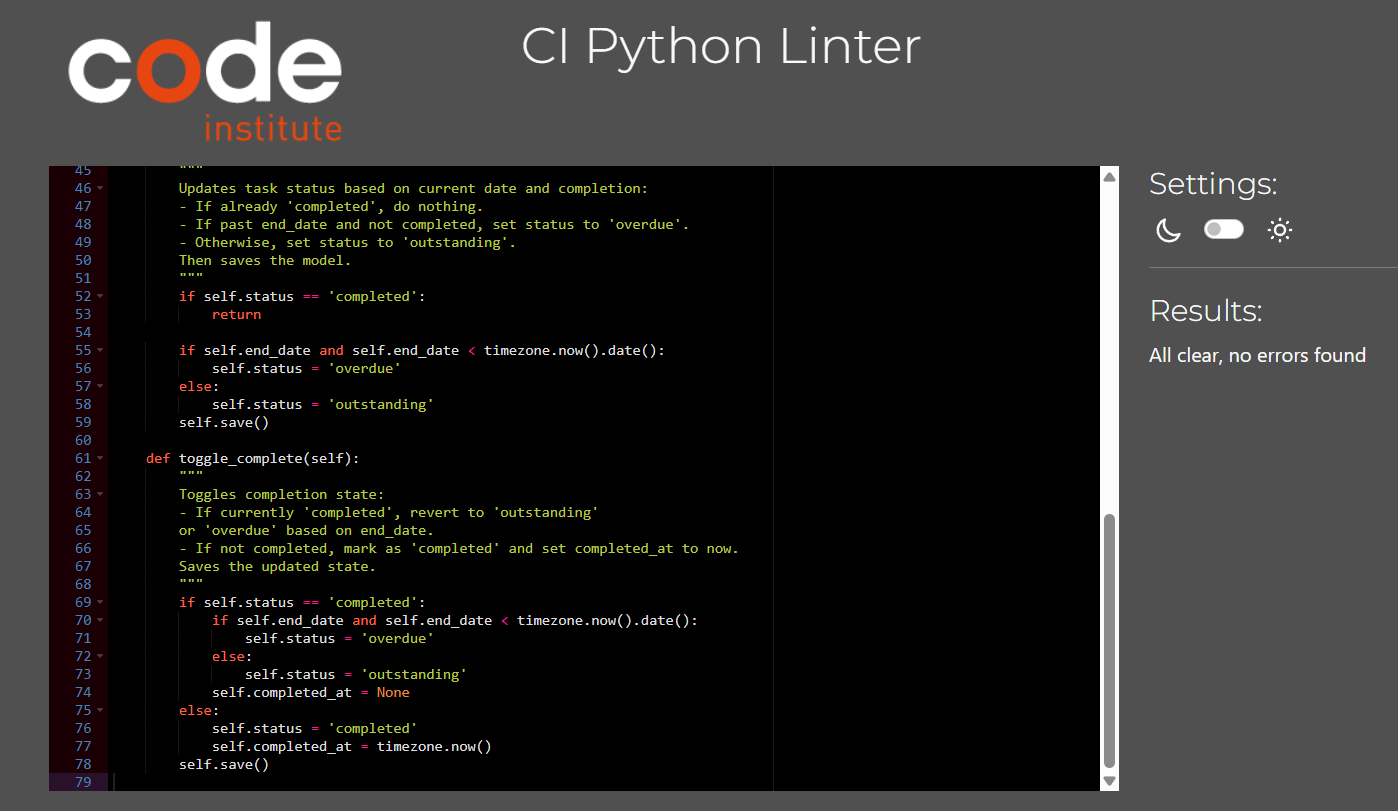 code
institute
CI Python Linter
45 """
46 Updates task status based on current date and completion:
47 - If already 'completed', do nothing.
48 - If past end_date and not completed, set status to 'overdue'.
49 - Otherwise, set status to 'outstanding'.
50 Then saves the model.
51 """
52 if self.status == 'completed':
53 return
54
55 if self.end_date and self.end_date < timezone.now().date():
56 self.status = 'overdue'
57 else:
58 self.status = 'outstanding'
59 self.save()
60
61 def toggle_complete(self):
62 """
63 Toggles completion state:
64 - If currently 'completed', revert to 'outstanding'
65 or 'overdue' based on end_date.
66 - If not completed, mark as 'completed' and set completed_at to now.
67 Saves the updated state.
68 """
69 if self.status == 'completed':
70 if self.end_date and self.end_date < timezone.now().date():
71 self.status = 'overdue'
72 else:
73 self.status = 'outstanding'
74 self.completed_at = None
75 else:
76 self.status = 'completed'
77 self.completed_at = timezone.now()
78 self.save()
79
Settings:
Results:
All clear, no errors found